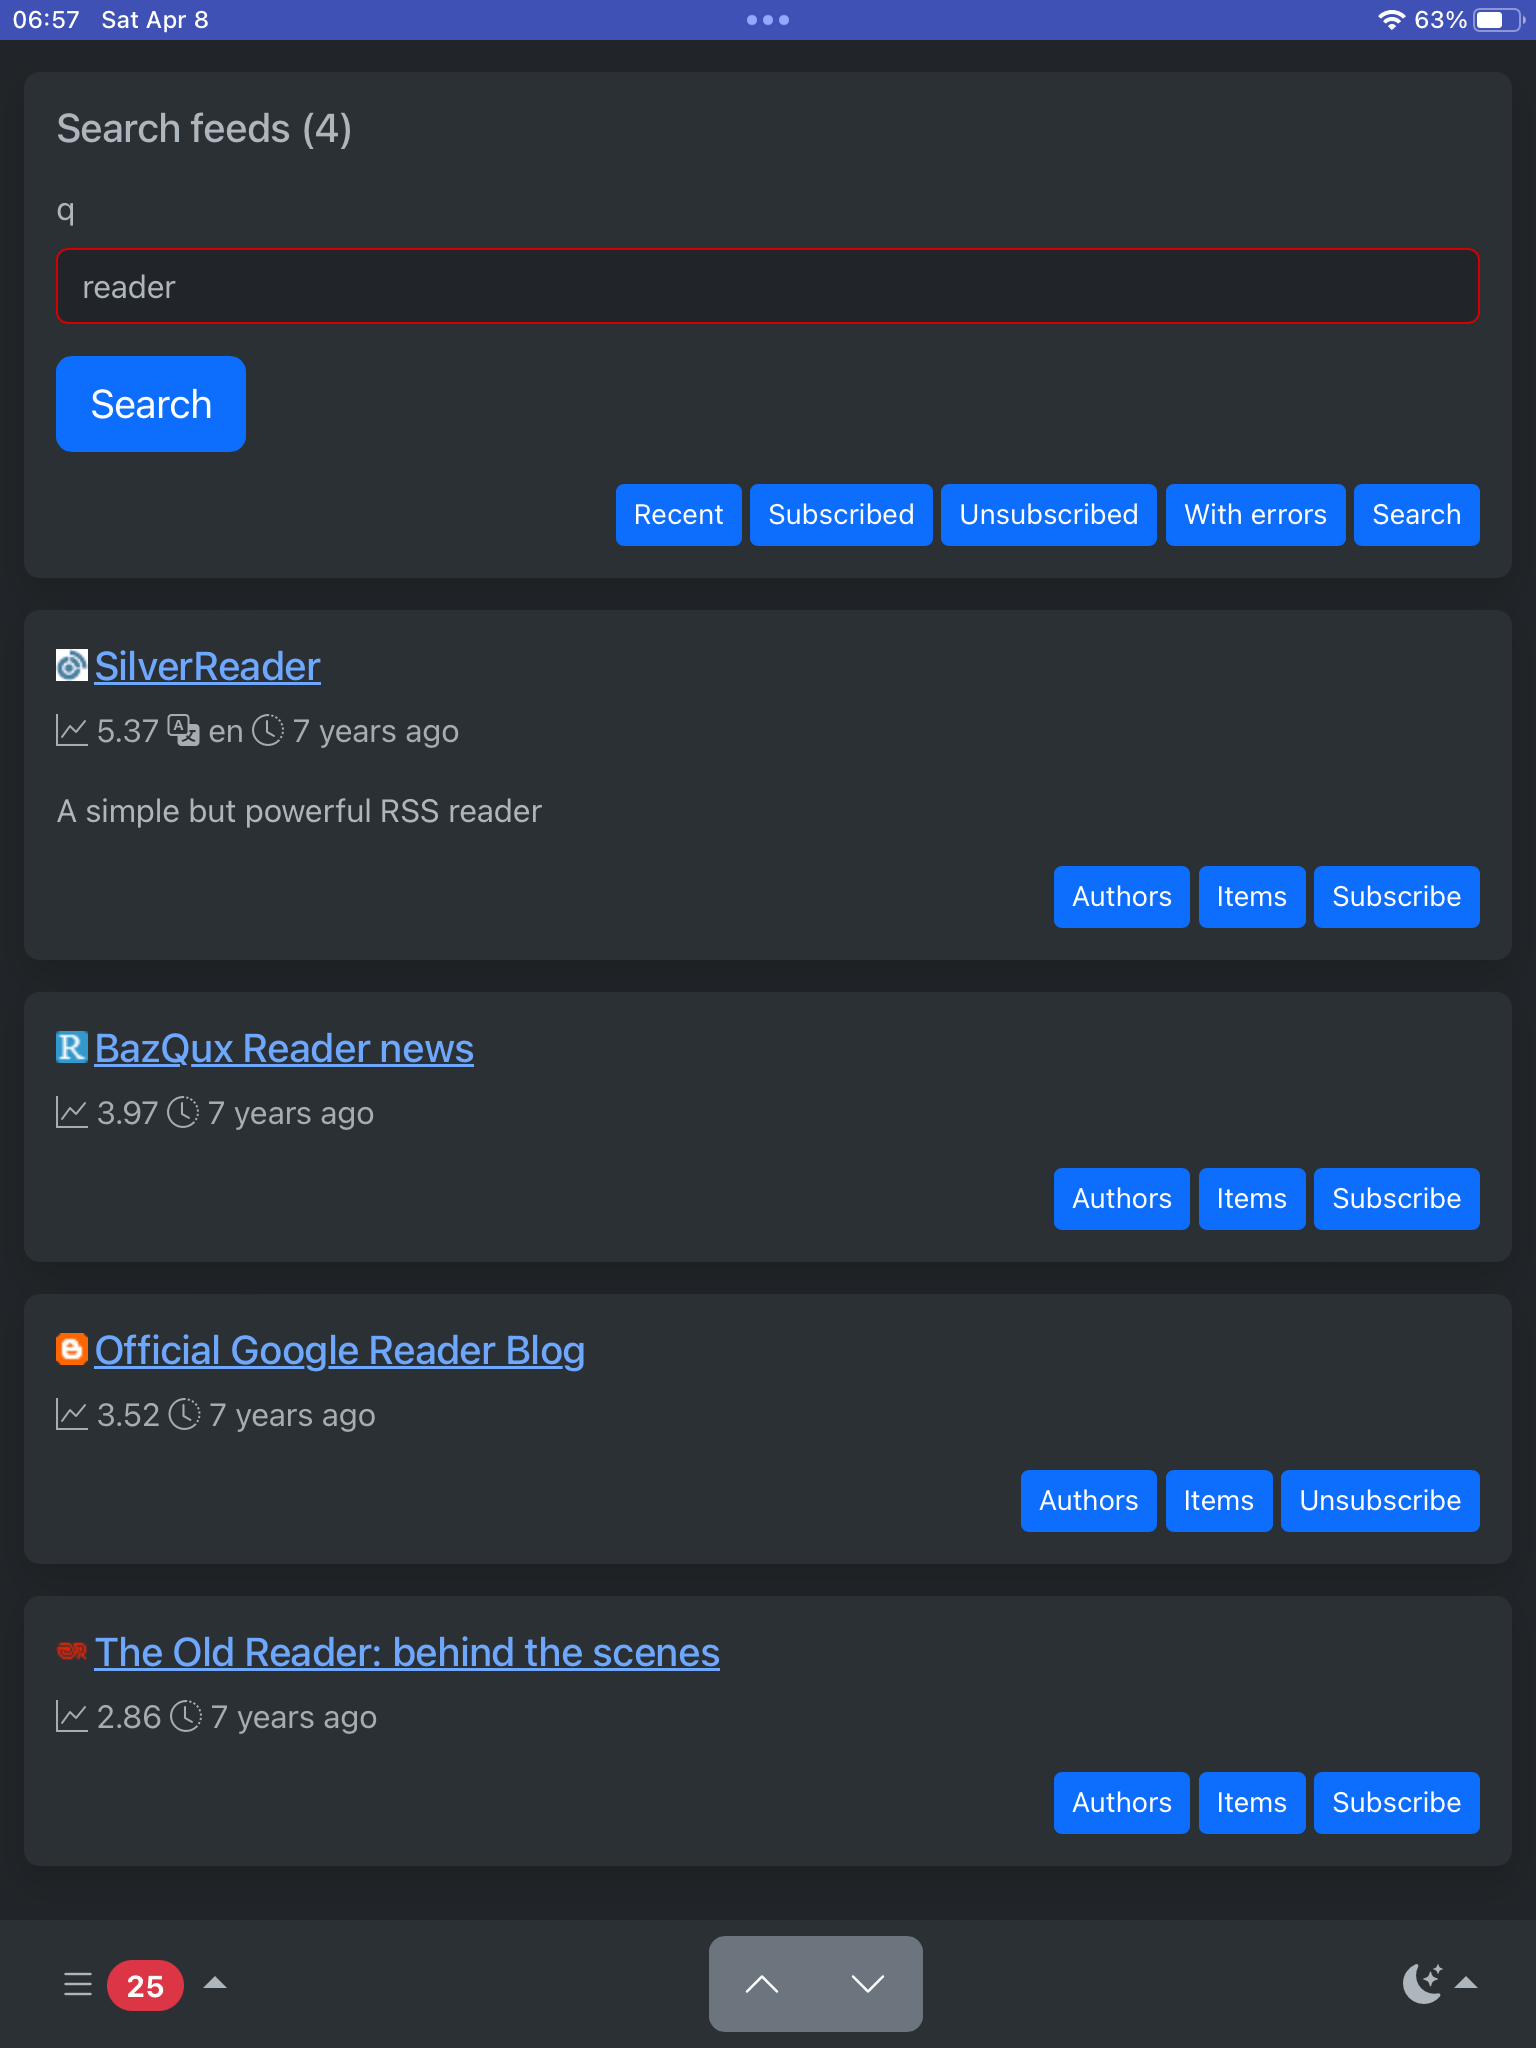 06:57 Sat Apr 8 63%
Search feeds (4)
q
reader
Search
Recent Subscribed Unsubscribed With errors Search
SilverReader
5.37 en 7 years ago
A simple but powerful RSS reader
Authors Items Subscribe
BazQux Reader news
3.97 7 years ago
Authors Items Subscribe
Official Google Reader Blog
3.52 7 years ago
Authors Items Unsubscribe
The Old Reader: behind the scenes
2.86 7 years ago
Authors Items Subscribe
25